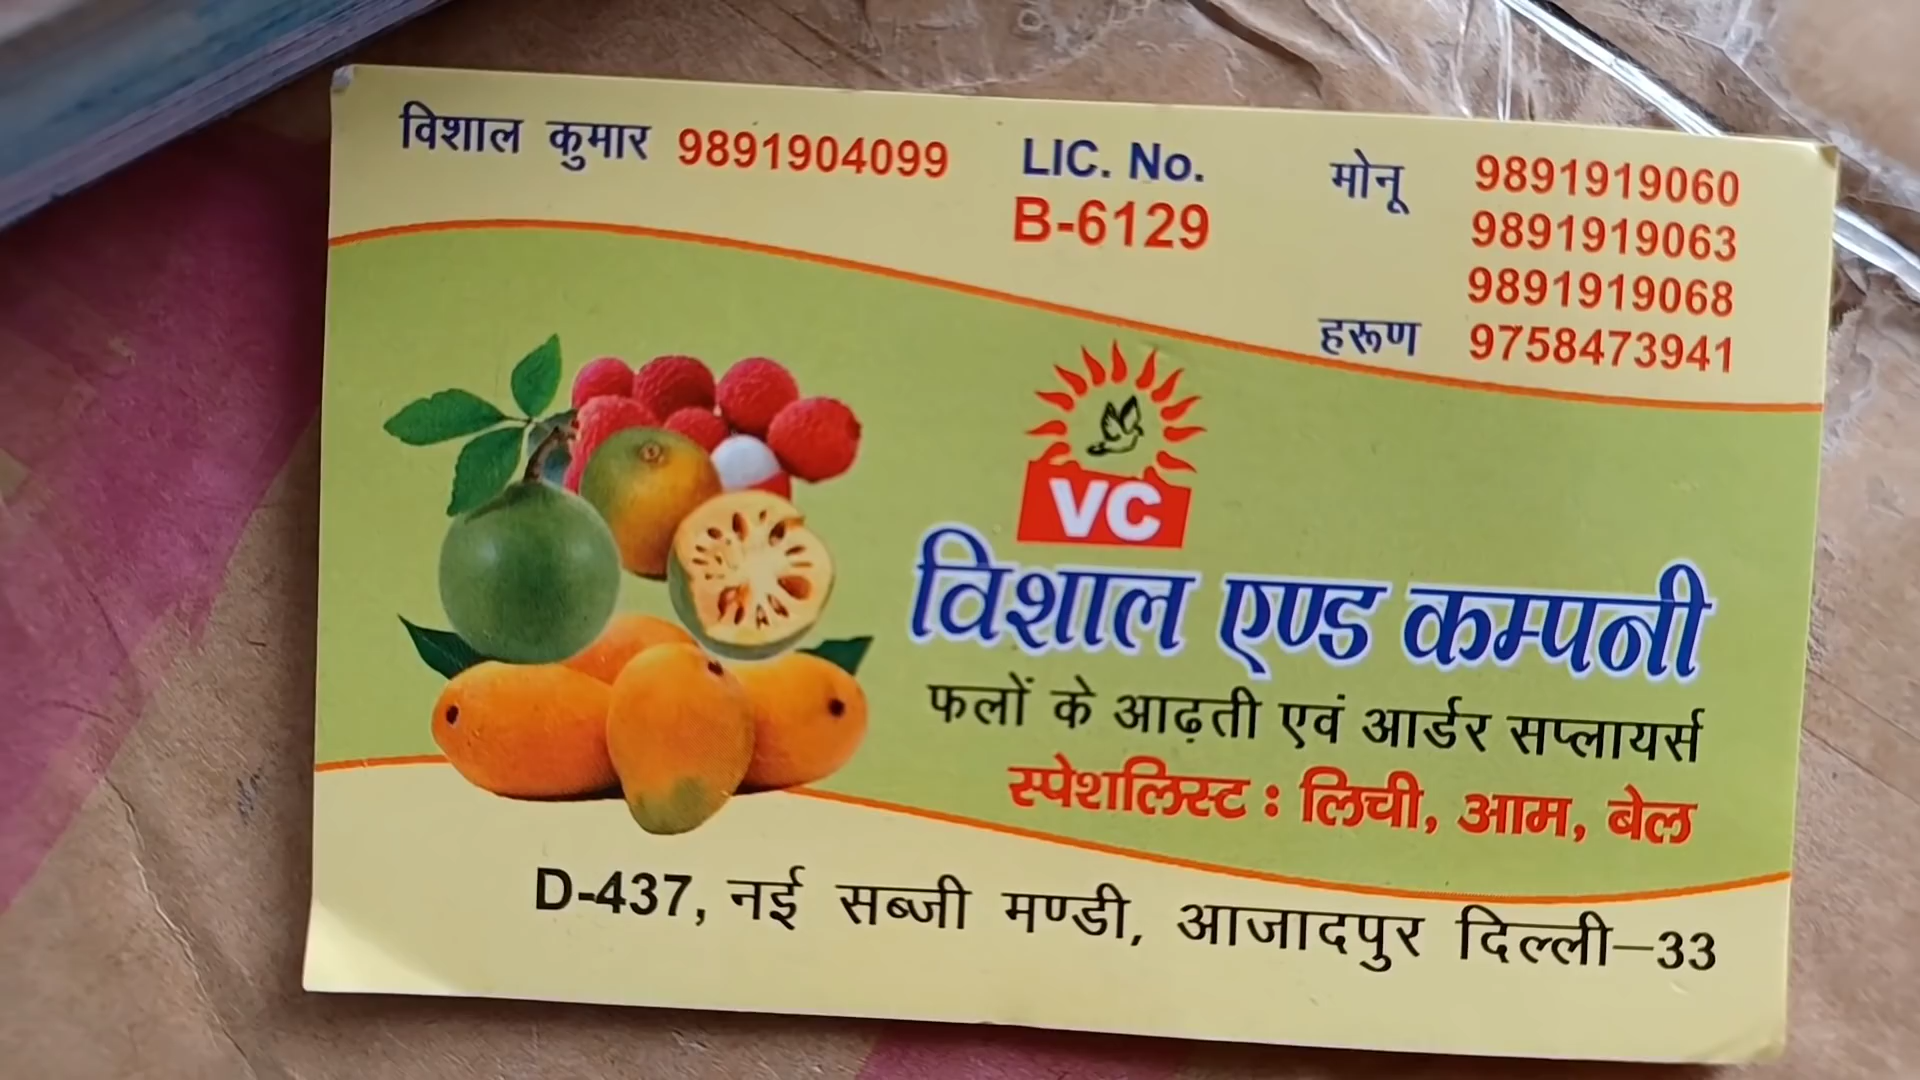 विशाल कुमार 9891904099
LIC. No.
B-6129
मोनू 9891919060
9891919063
9891919068
हरूण 9758473941
VC
विशाल एण्ड कम्पनी
फलों के आढ़ती एवं आर्डर सप्लायर्स
स्पेशलिस्ट : लिची, आम, बेल
D-437, नई सब्जी मण्डी, आजादपुर दिल्ली–33